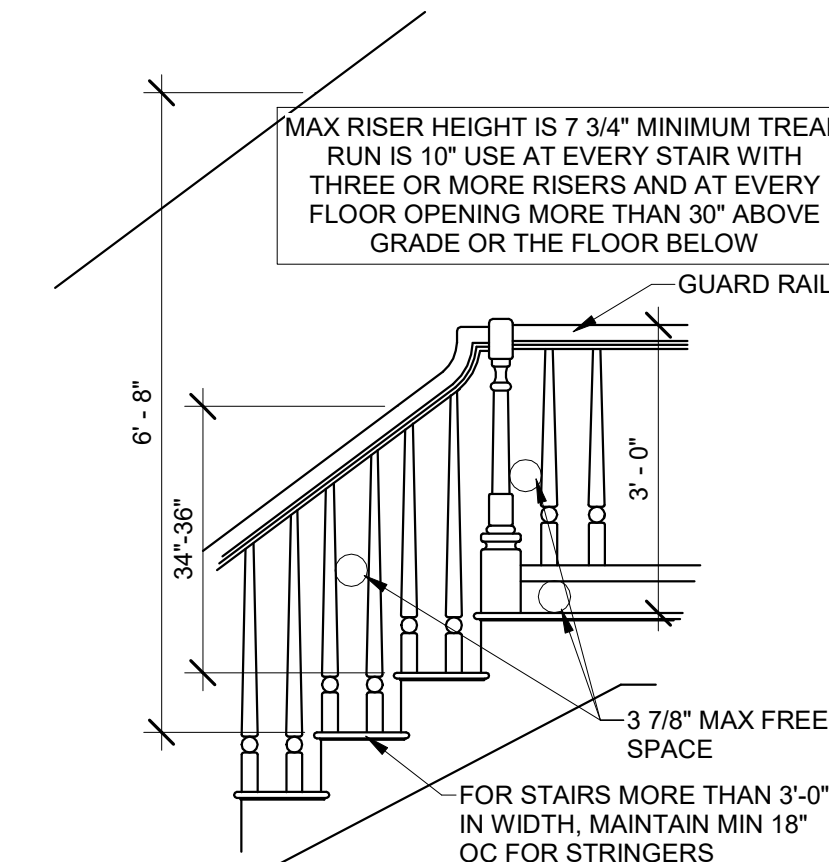 MAX RISER HEIGHT IS 7 3/4" MINIMUM TREAD
RUN IS 10" USE AT EVERY STAIR WITH
THREE OR MORE RISERS AND AT EVERY
FLOOR OPENING MORE THAN 30" ABOVE
GRADE OR THE FLOOR BELOW
GUARD RAIL
6' - 8"
34"-36"
3' - 0"
3 7/8" MAX FREE
SPACE
FOR STAIRS MORE THAN 3'-0"
IN WIDTH, MAINTAIN MIN 18"
OC FOR STRINGERS